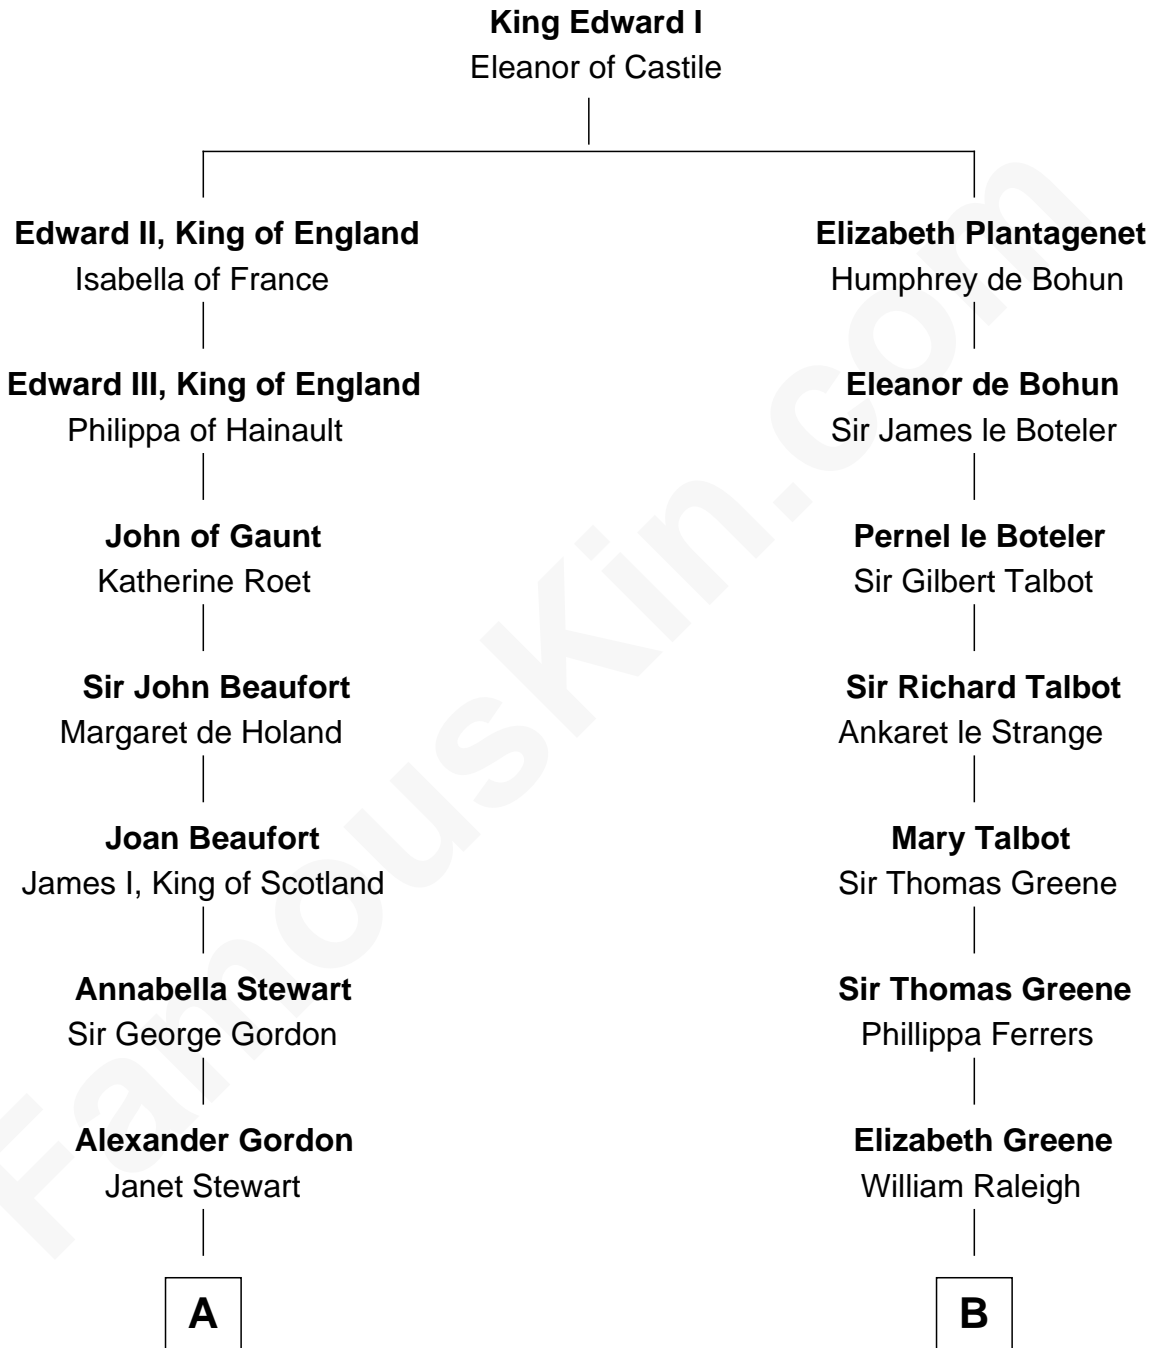 King Edward I
Eleanor of Castile
Edward II, King of England
Isabella of France
Elizabeth Plantagenet
Humphrey de Bohun
Edward III, King of England
Philippa of Hainault
Eleanor de Bohun
Sir James le Boteler
John of Gaunt
Katherine Roet
Pernel le Boteler
Sir Gilbert Talbot
Sir John Beaufort
Margaret de Holand
Sir Richard Talbot
Ankaret le Strange
Joan Beaufort
James I, King of Scotland
Mary Talbot
Sir Thomas Greene
Annabella Stewart
Sir George Gordon
Sir Thomas Greene
Phillippa Ferrers
Alexander Gordon
Janet Stewart
Elizabeth Greene
William Raleigh
A
B
FamousKin.com